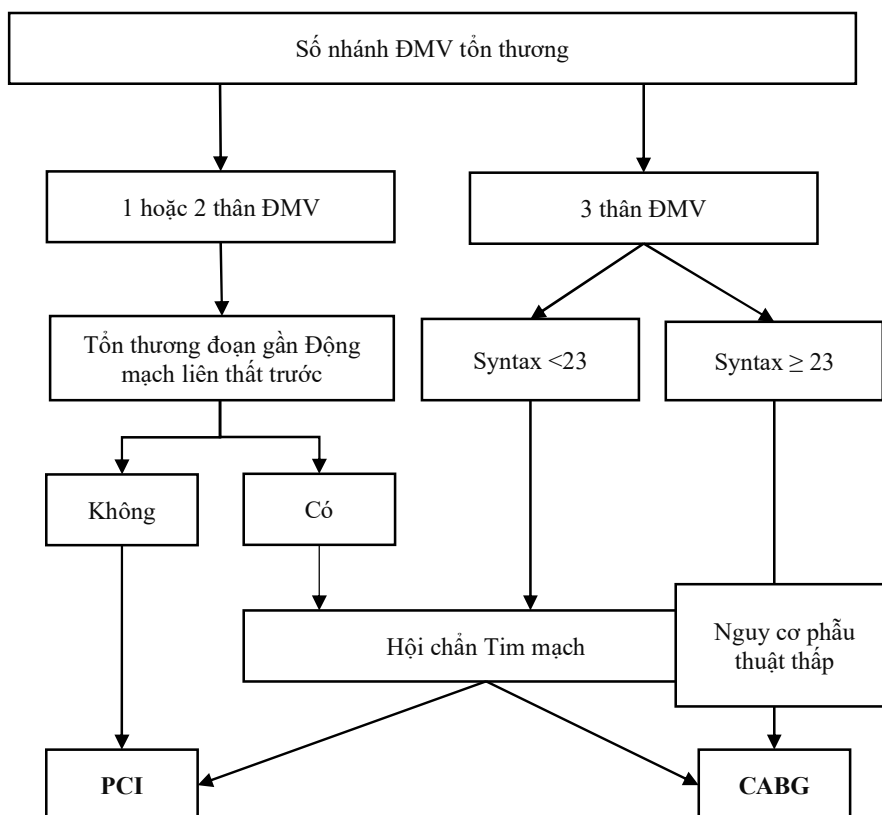 Số nhánh ĐMV tổn thương
1 hoặc 2 thân ĐMV
3 thân ĐMV
Tổn thương đoạn gần Động
mạch liên thất trước
Syntax <23
Syntax ≥ 23
Không
Có
Hội chẩn Tim mạch
Nguy cơ phẫu
thuật thấp
PCI
CABG